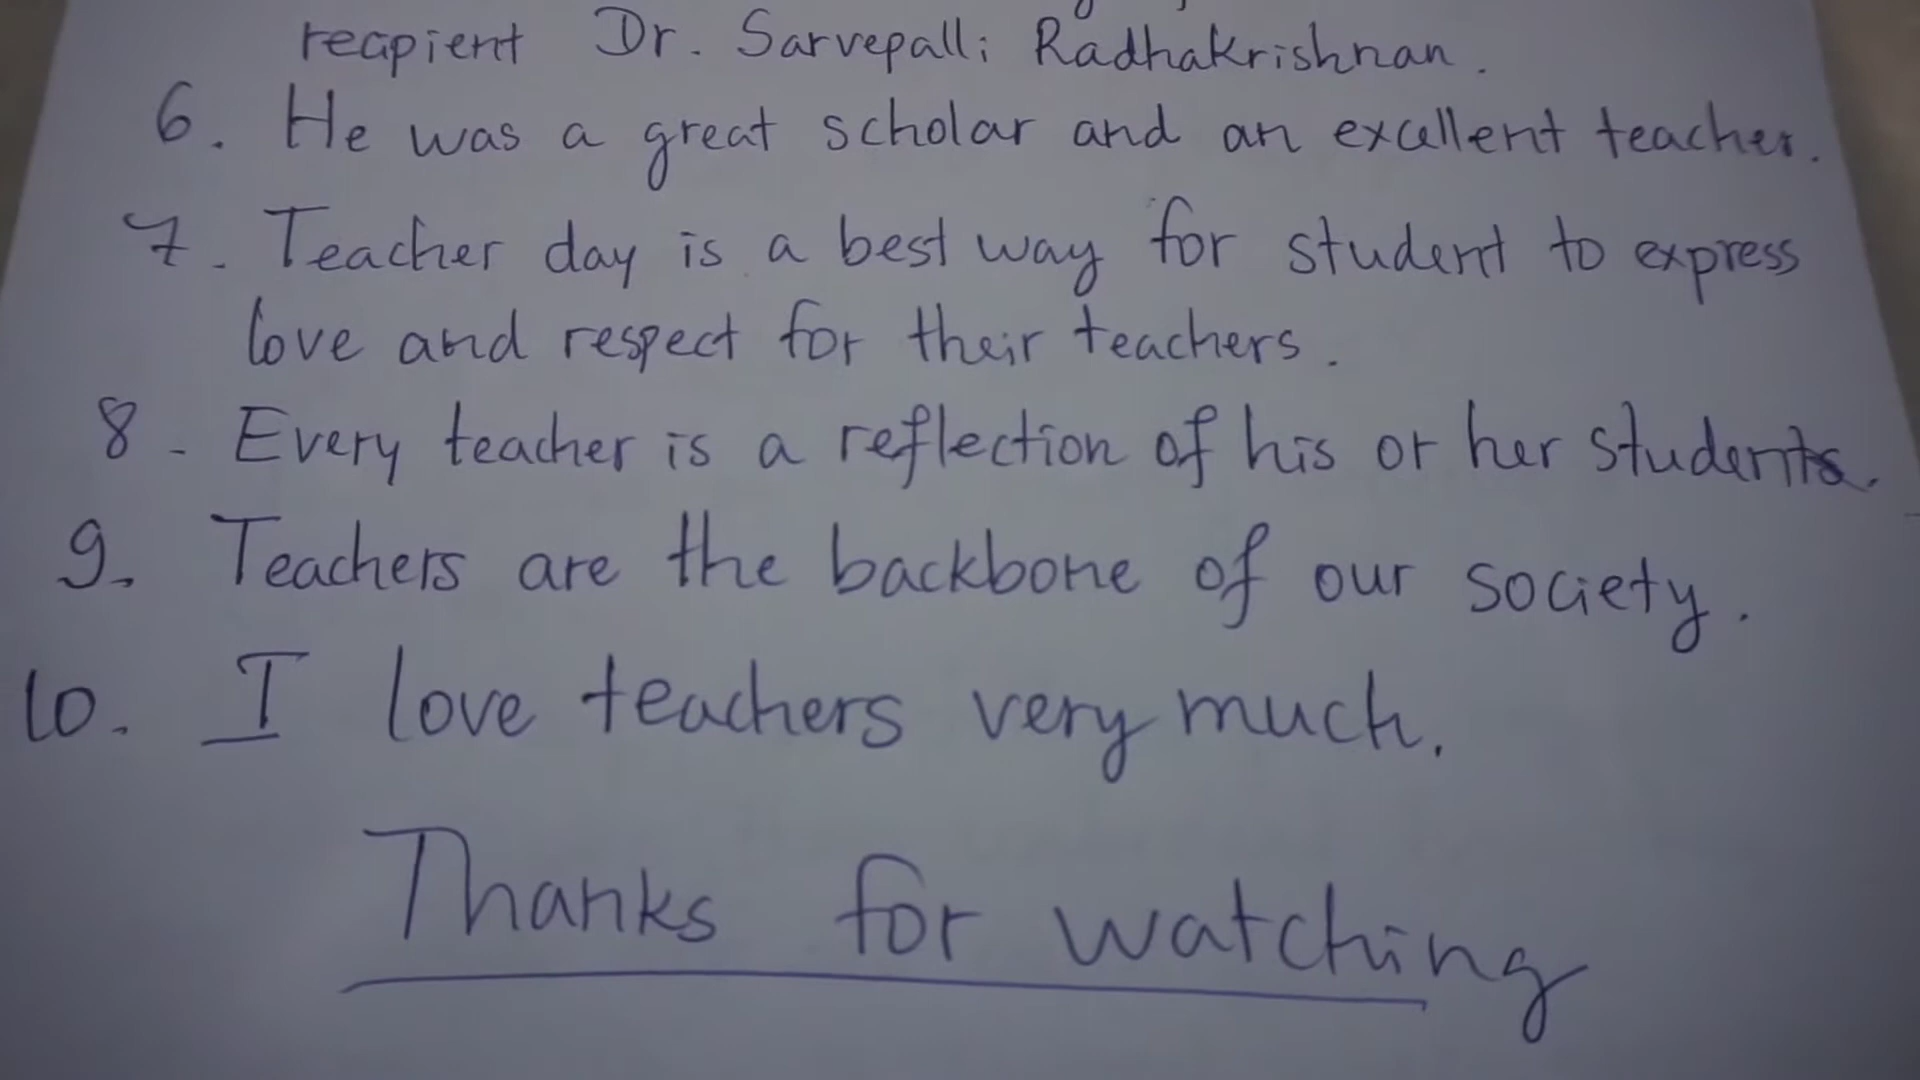 recipient Dr. Sarvepalli Radhakrishnan.
6. He was a great scholar and an excellent teacher.
7. Teacher day is a best way for student to express
love and respect for their teachers.
8. Every teacher is a reflection of his or her students.
9. Teachers are the backbone of our society.
10. I love teachers very much.
Thanks for watching